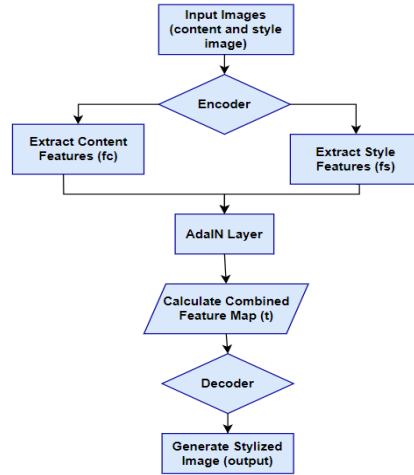 Input Images
(content and style
image)
Encoder
Extract Content
Features (fc)
Extract Style
Features (fs)
AdaIN Layer
Calculate Combined
Feature Map (t)
Decoder
Generate Stylized
Image (output)